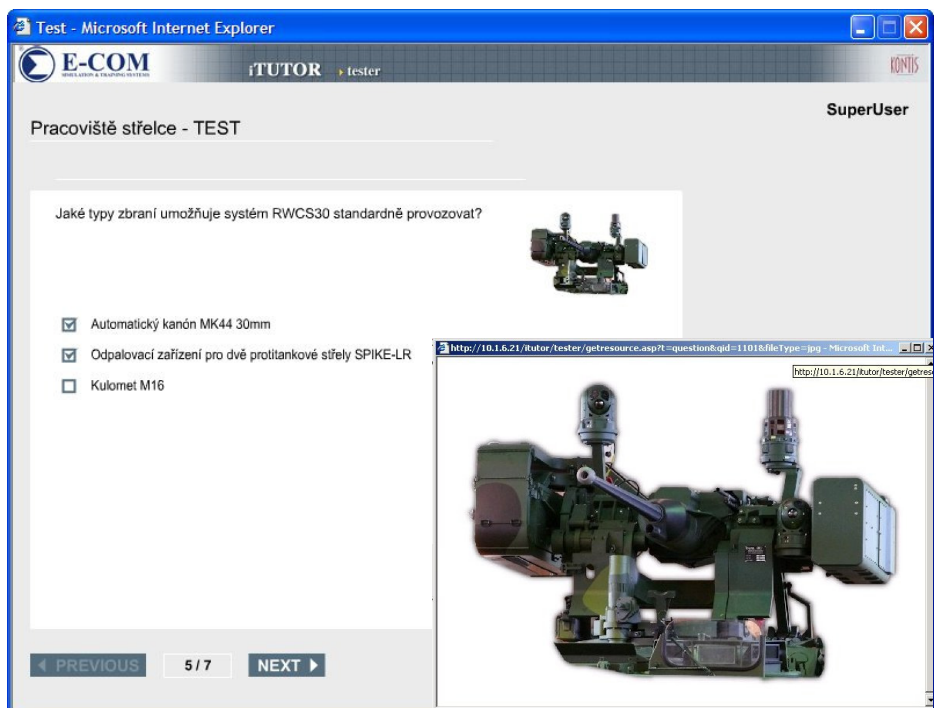 Test - Microsoft Internet Explorer
E-COM
SIMULATION & TRAINING SYSTEMS
iTUTOR tester
KONTIS
SuperUser
Pracoviště střelce - TEST
Jaké typy zbraní umožňuje systém RWCS30 standardně provozovat?
Automatický kanón MK44 30mm
Odpalovací zařízení pro dvě protitankové střely SPIKE-LR
Kulomet M16
http://10.1.6.21/itutor/tester/getresource.asp?t=question&qid=1101&fileType=jpg - Microsoft Int...
http://10.1.6.21/itutor/tester/getres
PREVIOUS
5 / 7
NEXT